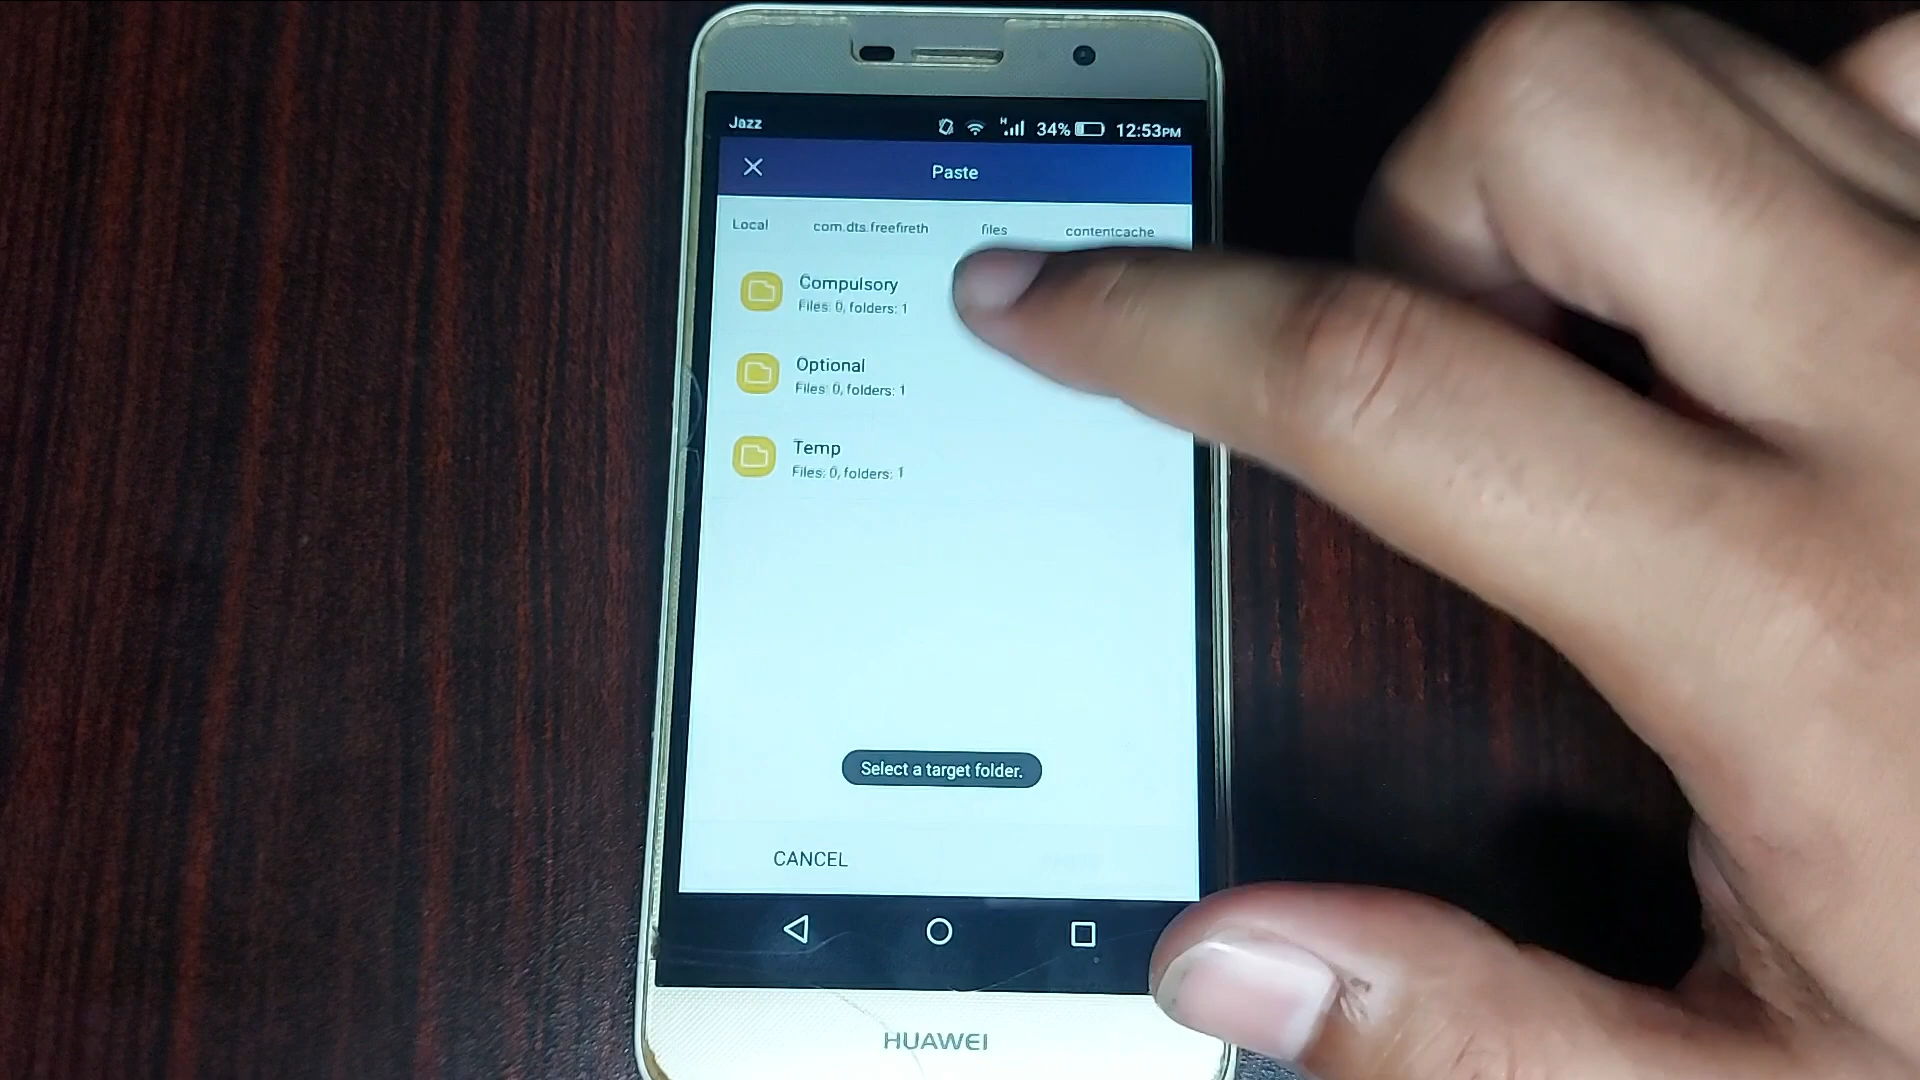 Jazz
H 34% 12:53PM
Paste
Local com.dts.freefireth files contentcache
Compulsory
Files: 0, folders: 1
Optional
Files: 0, folders: 1
Temp
Files: 0, folders: 1
Select a target folder.
CANCEL
HUAWEI